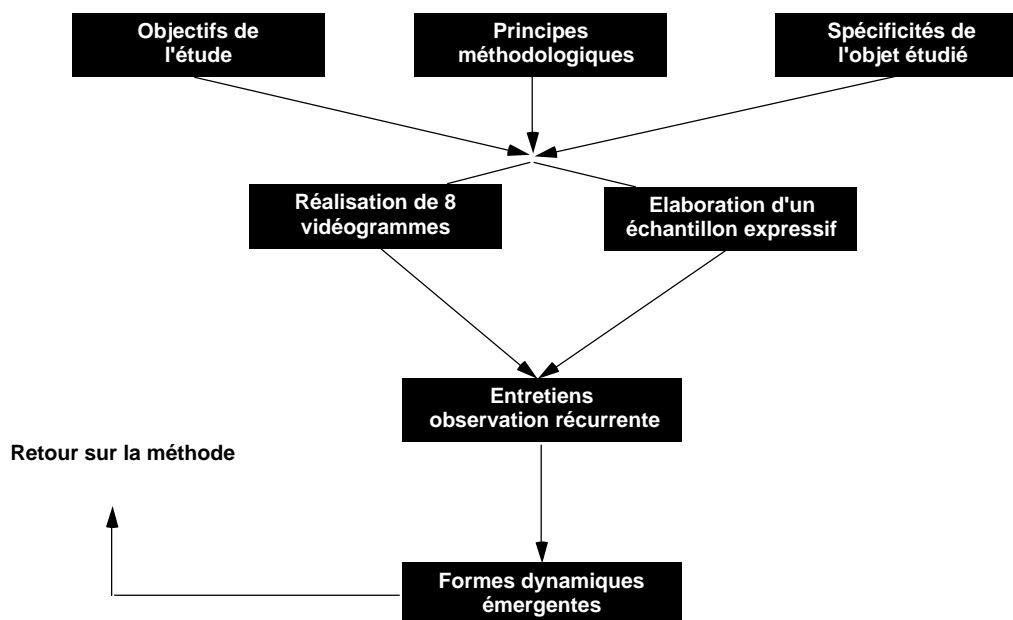 Objectifs de
l'étude
Principes
méthodologiques
Spécificités de
l'objet étudié
Réalisation de 8
vidéogrammes
Elaboration d'un
échantillon expressif
Entretiens
observation récurrente
Retour sur la méthode
Formes dynamiques
émergentes